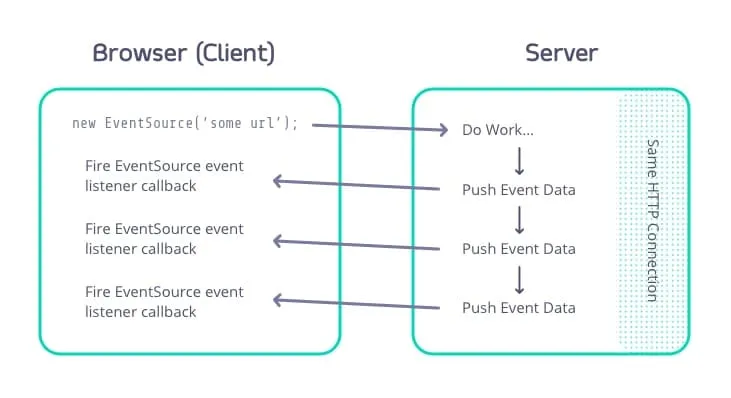 Browser (Client)
Server
new EventSource('some url');
Do Work...
Fire EventSource event
listener callback
Push Event Data
Fire EventSource event
listener callback
Push Event Data
Fire EventSource event
listener callback
Push Event Data
Same HTTP Connection